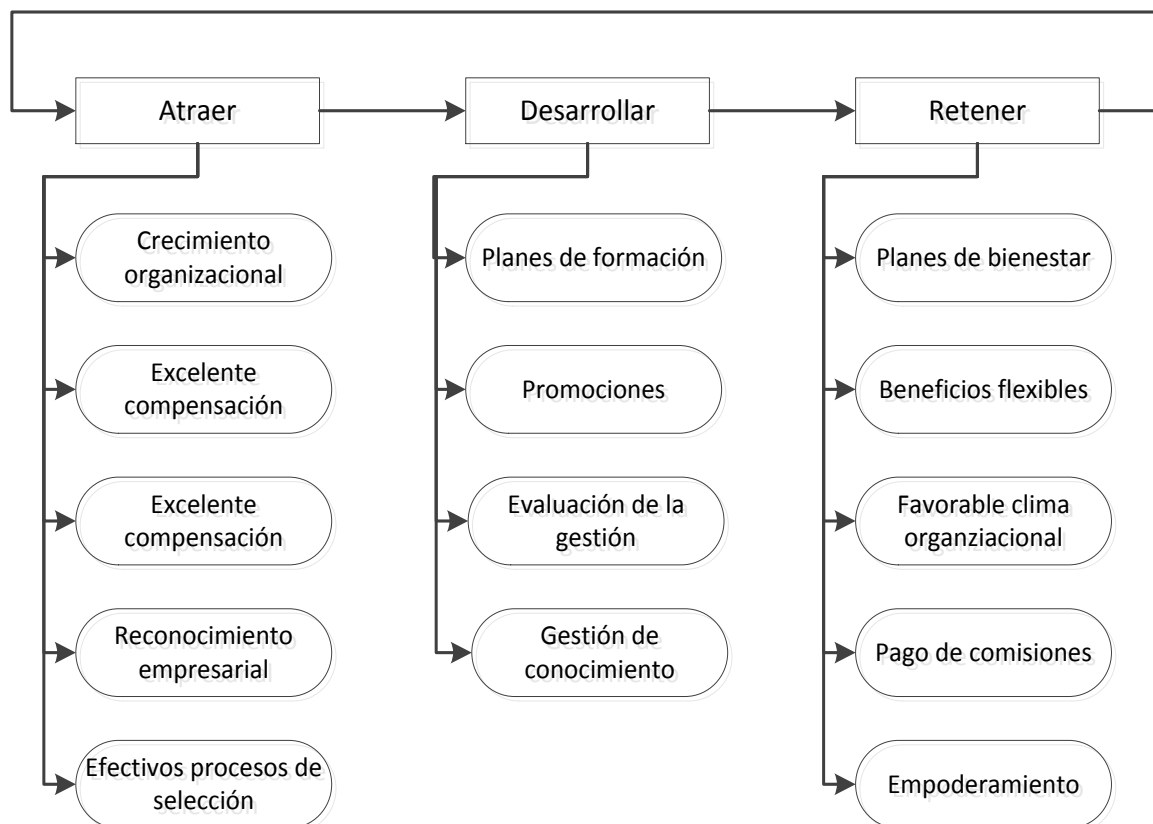 Atraer
Crecimiento
organizacional
Excelente
compensación
Excelente
compensación
Reconocimiento
empresarial
Efectivos procesos de
selección
Desarrollar
Planes de formación
Promociones
Evaluación de la
gestión
Gestión de
conocimiento
Retener
Planes de bienestar
Beneficios flexibles
Favorable clima
organziacional
Pago de comisiones
Empoderamiento